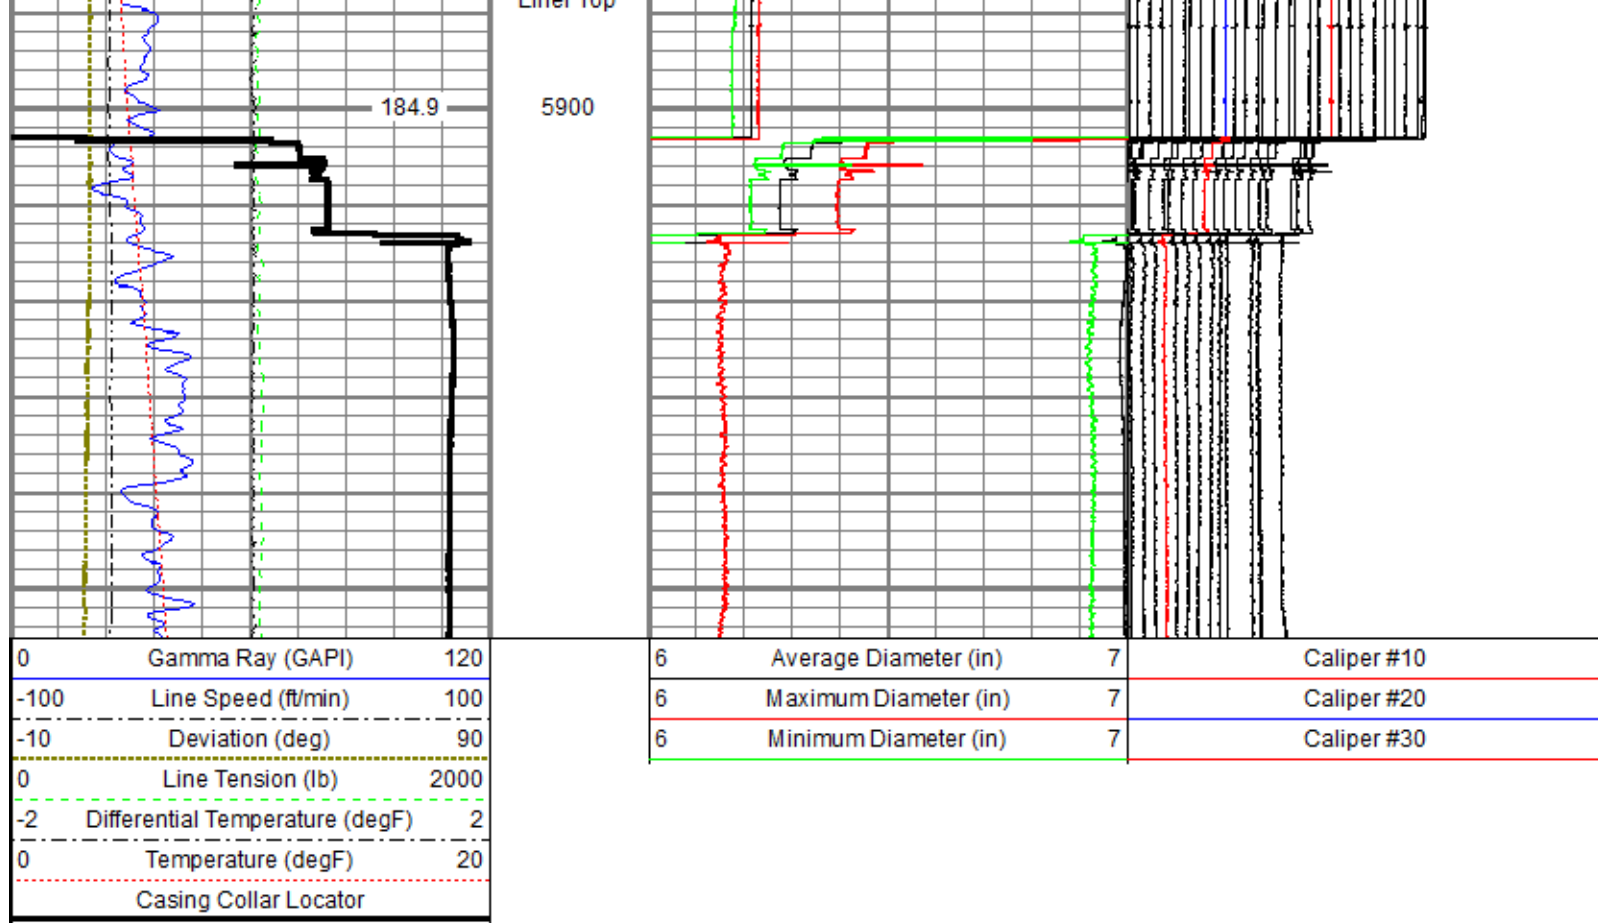 Liner Top
184.9 5900
0 Gamma Ray (GAPI) 120
-100 Line Speed (ft/min) 100
-10 Deviation (deg) 90
0 Line Tension (lb) 2000
-2 Differential Temperature (degF) 2
0 Temperature (degF) 20
Casing Collar Locator
6 Average Diameter (in) 7
6 Maximum Diameter (in) 7
6 Minimum Diameter (in) 7
Caliper #10
Caliper #20
Caliper #30